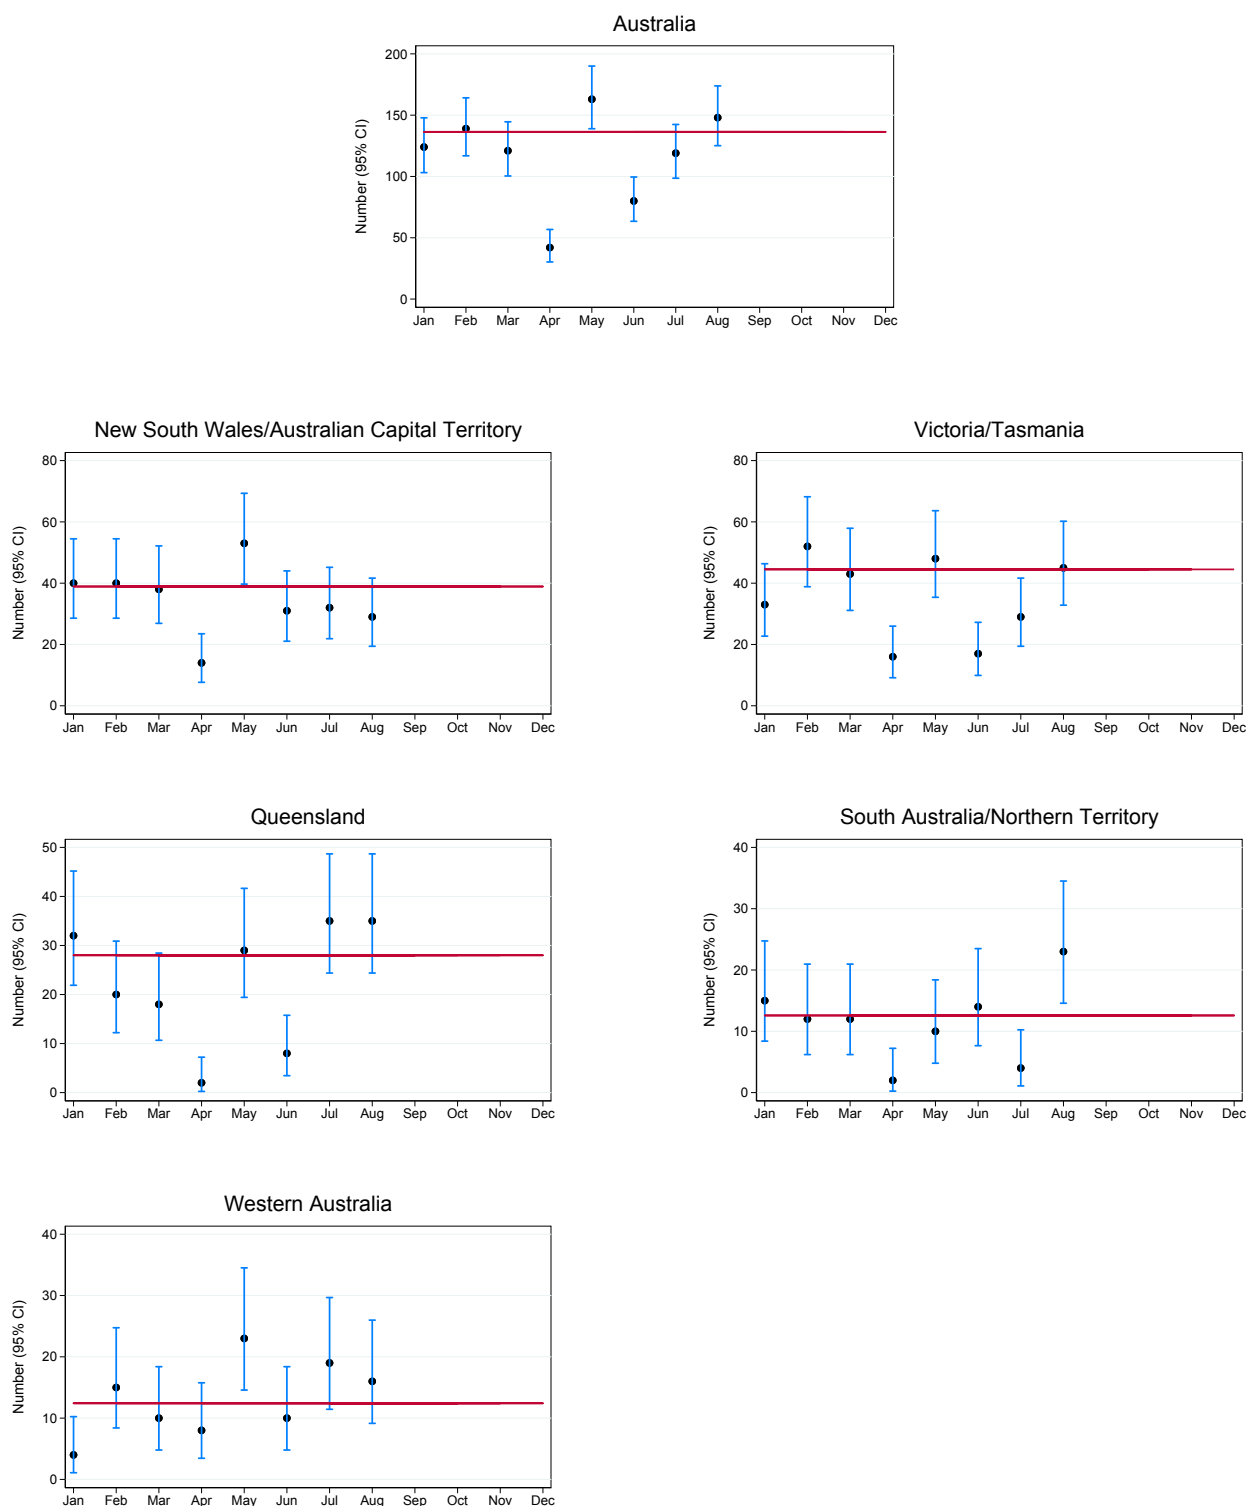 Australia
Number (95% CI)
200
150
100
50
0
Jan Feb Mar Apr May Jun Jul Aug Sep Oct Nov Dec
New South Wales/Australian Capital Territory
Number (95% CI)
80
60
40
20
0
Jan Feb Mar Apr May Jun Jul Aug Sep Oct Nov Dec
Victoria/Tasmania
Number (95% CI)
80
60
40
20
0
Jan Feb Mar Apr May Jun Jul Aug Sep Oct Nov Dec
Queensland
Number (95% CI)
50
40
30
20
10
0
Jan Feb Mar Apr May Jun Jul Aug Sep Oct Nov Dec
South Australia/Northern Territory
Number (95% CI)
40
30
20
10
0
Jan Feb Mar Apr May Jun Jul Aug Sep Oct Nov Dec
Western Australia
Number (95% CI)
40
30
20
10
0
Jan Feb Mar Apr May Jun Jul Aug Sep Oct Nov Dec